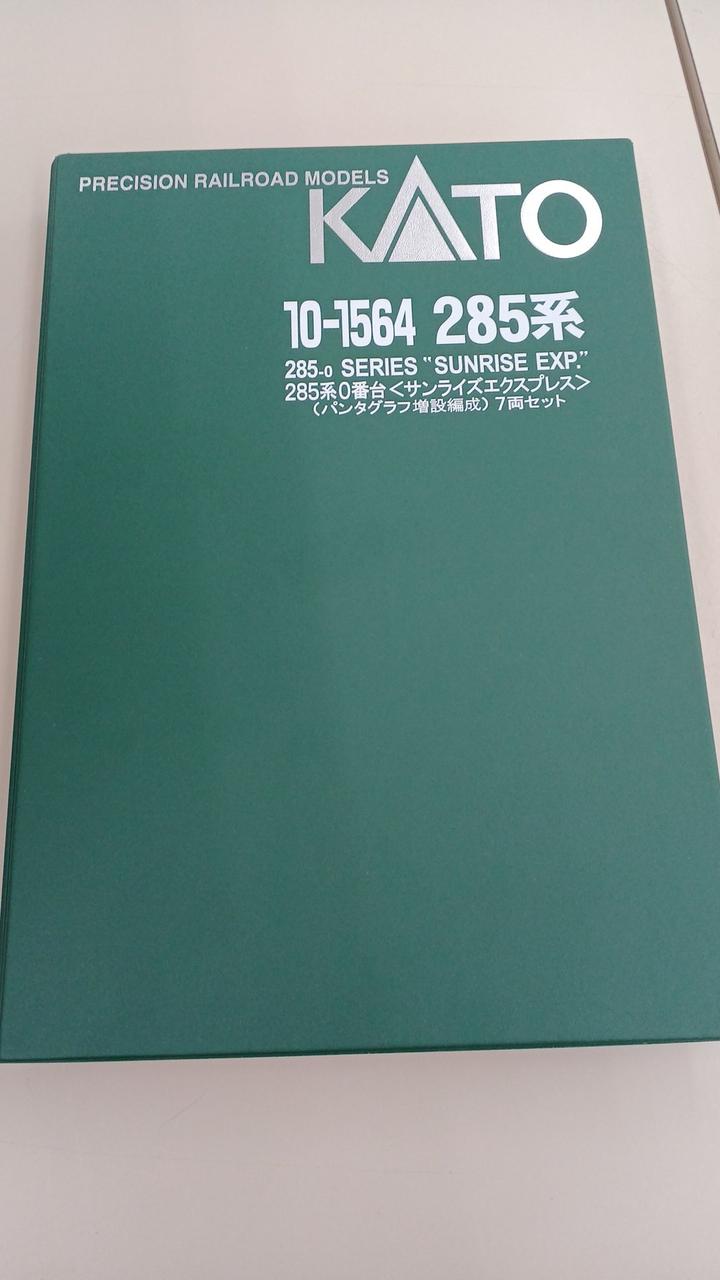 PRECISION RAILROAD MODELS
KATO
10-1564 285系
285-0 SERIES "SUNRISE EXP."
285系0番台<サンライズエクスプレス>
(パンタグラフ増設編成) 7両セット